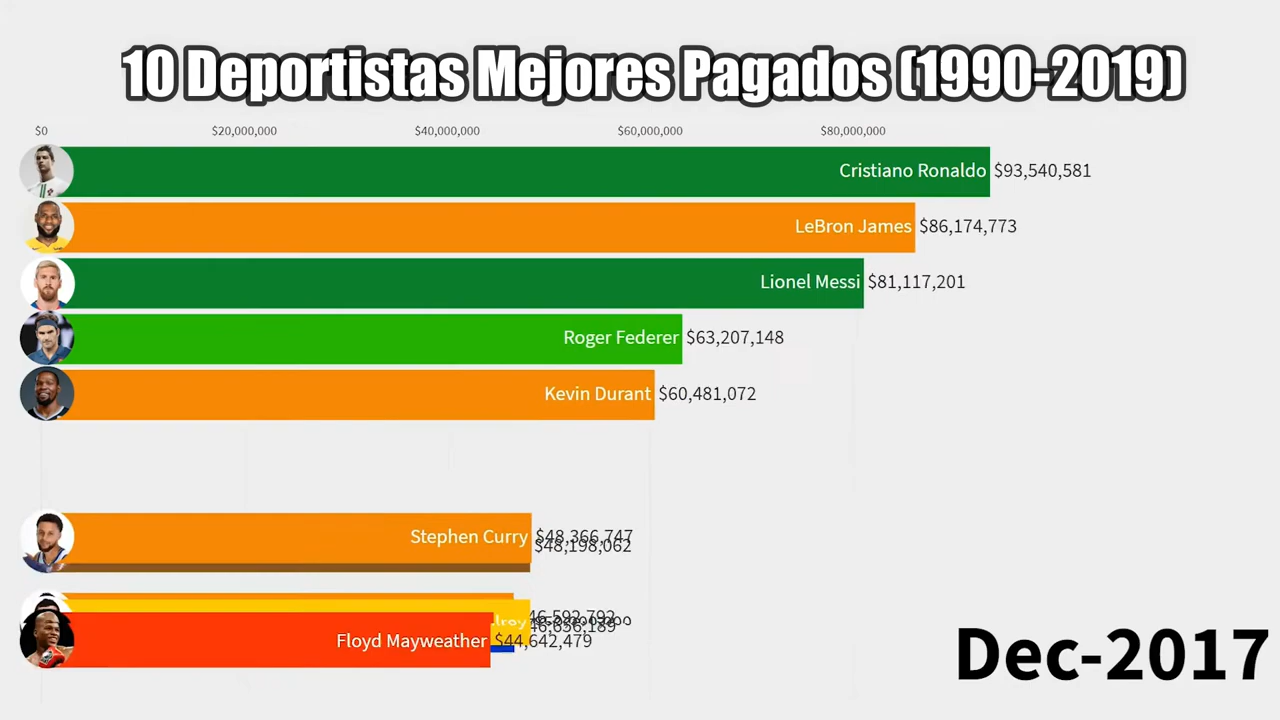 10 Deportistas Mejores Pagados (1990-2019)
$0 $20,000,000 $40,000,000 $60,000,000 $80,000,000
Cristiano Ronaldo $93,540,581
LeBron James $86,174,773
Lionel Messi $81,117,201
Roger Federer $63,207,148
Kevin Durant $60,481,072
Stephen Curry $48,366,747
$48,198,062
Floyd Mayweather $44,642,479
Dec-2017